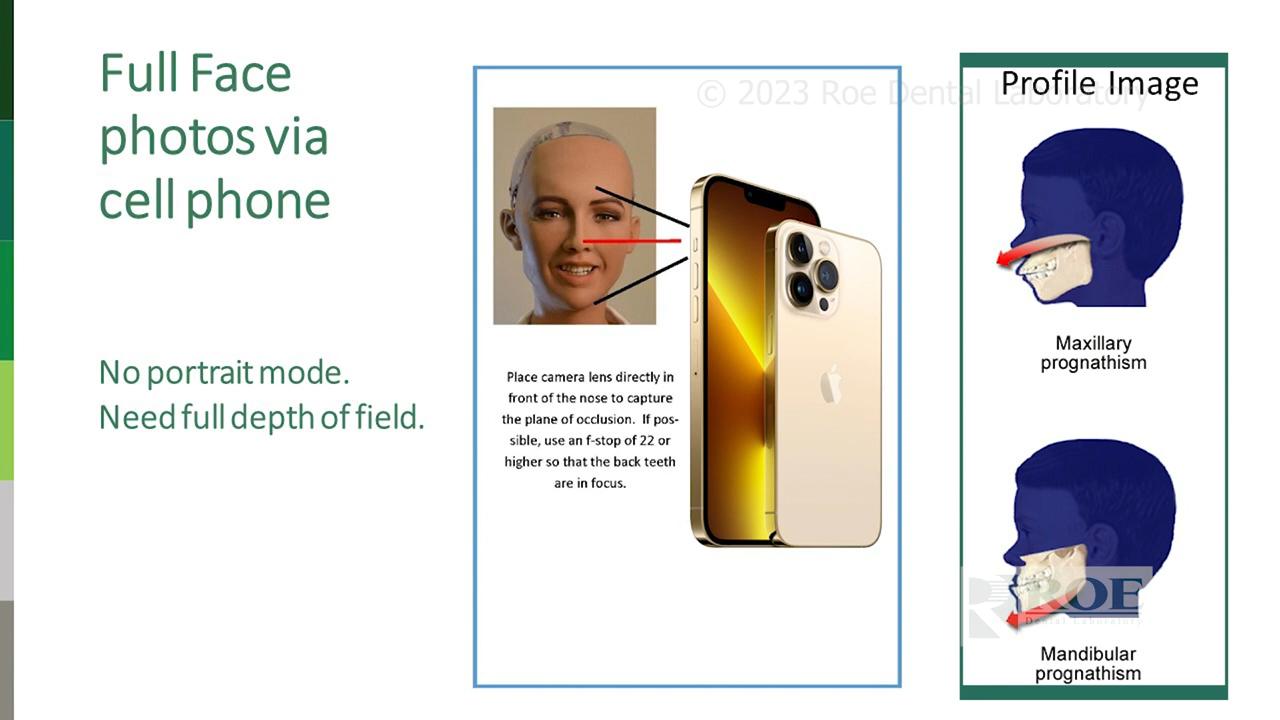 Full Face
photos via
cell phone
No portrait mode.
Need full depth of field.
© 2023 Roe Dental Laboratory
Place camera lens directly in
front of the nose to capture
the plane of occlusion. If pos-
sible, use an f-stop of 22 or
higher so that the back teeth
are in focus.
Profile Image
Maxillary
prognathism
ROE
Dental Laboratory
Mandibular
prognathism